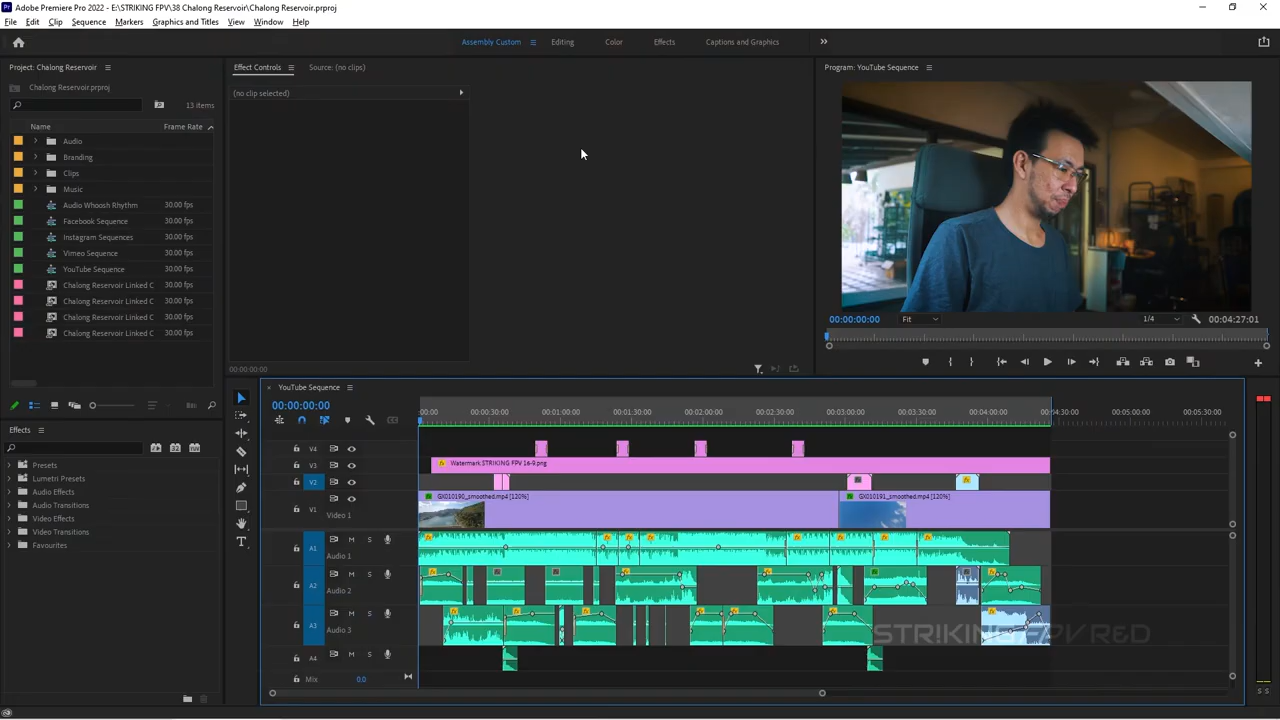 Adobe Premiere Pro 2022 - E:\STRIKING FPV\38 Chalong Reservoir\Chalong Reservoir.prproj
File Edit Clip Sequence Markers Graphics and Titles View Window Help
Assembly Custom Editing Color Effects Captions and Graphics
Project: Chalong Reservoir
Chalong Reservoir.prproj
13 items
Name Frame Rate
Audio
Branding
Clips
Music
Audio Whoosh Rhythm 30.00 fps
Facebook Sequence 30.00 fps
Instagram Sequences 30.00 fps
Vimeo Sequence 30.00 fps
YouTube Sequence 30.00 fps
Chalong Reservoir Linked C 30.00 fps
Chalong Reservoir Linked C 30.00 fps
Chalong Reservoir Linked C 30.00 fps
Chalong Reservoir Linked C 30.00 fps
Effect Controls Source: (no clips)
(no clip selected)
00:00:00:00
Program: YouTube Sequence
00:00:00:00 Fit 1/4 00:04:27:01
Effects
Presets
Lumetri Presets
Audio Effects
Audio Transitions
Video Effects
Video Transitions
Favourites
YouTube Sequence
00:00:00:00
:00:00 00:00:30:00 00:01:00:00 00:01:30:00 00:02:00:00 00:02:30:00 00:03:00:00 00:03:30:00 00:04:00:00 00:04:30:00 00:05:00:00 00:05:30:00
V4
V3 Watermark STRIKING FPV 16-9.png
V2
V1 Video 1 GX010190_smoothed.mp4 [120%] GX010191_smoothed.mp4 [120%]
A1 M S Audio 1
A2 M S Audio 2
A3 M S Audio 3
STRIKING FPV R&D
A4 M S
Mix 0.0
S S